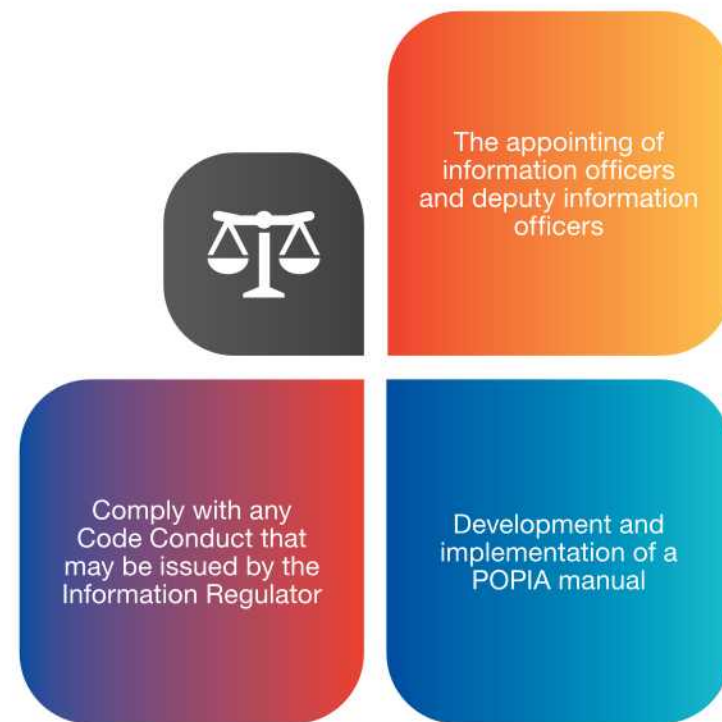 The appointing of
information officers
and deputy information
officers
Comply with any
Code Conduct that
may be issued by the
Information Regulator
Development and
implementation of a
POPIA manual